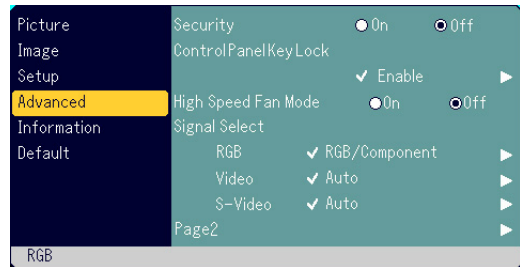 Picture
Image
Setup
Advanced
Information
Default
Security On Off
ControlPanelKeyLock
Enable
High Speed Fan Mode On Off
Signal Select
RGB RGB/Component
Video Auto
S-Video Auto
Page2
RGB